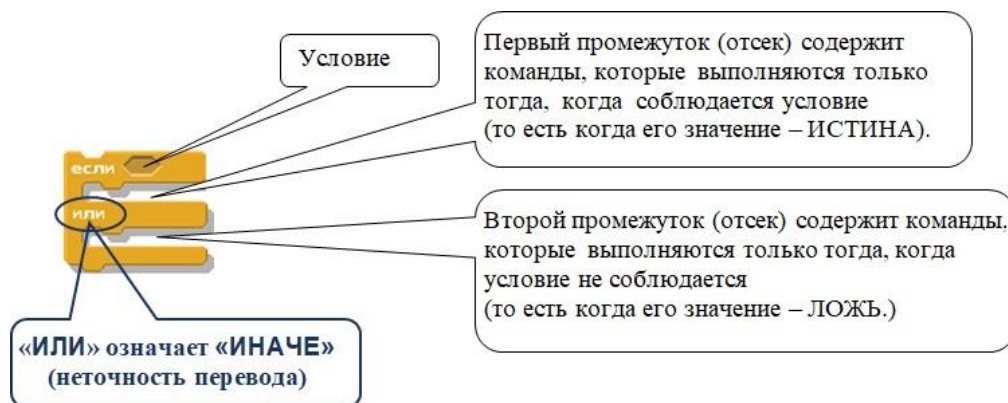 Условие
Первый промежуток (отсек) содержит
команды, которые выполняются только
тогда, когда соблюдается условие
(то есть когда его значение – ИСТИНА).
если
или
Второй промежуток (отсек) содержит команды,
которые выполняются только тогда, когда
условие не соблюдается
(то есть когда его значение – ЛОЖЬ.)
«ИЛИ» означает «ИНАЧЕ»
(неточность перевода)